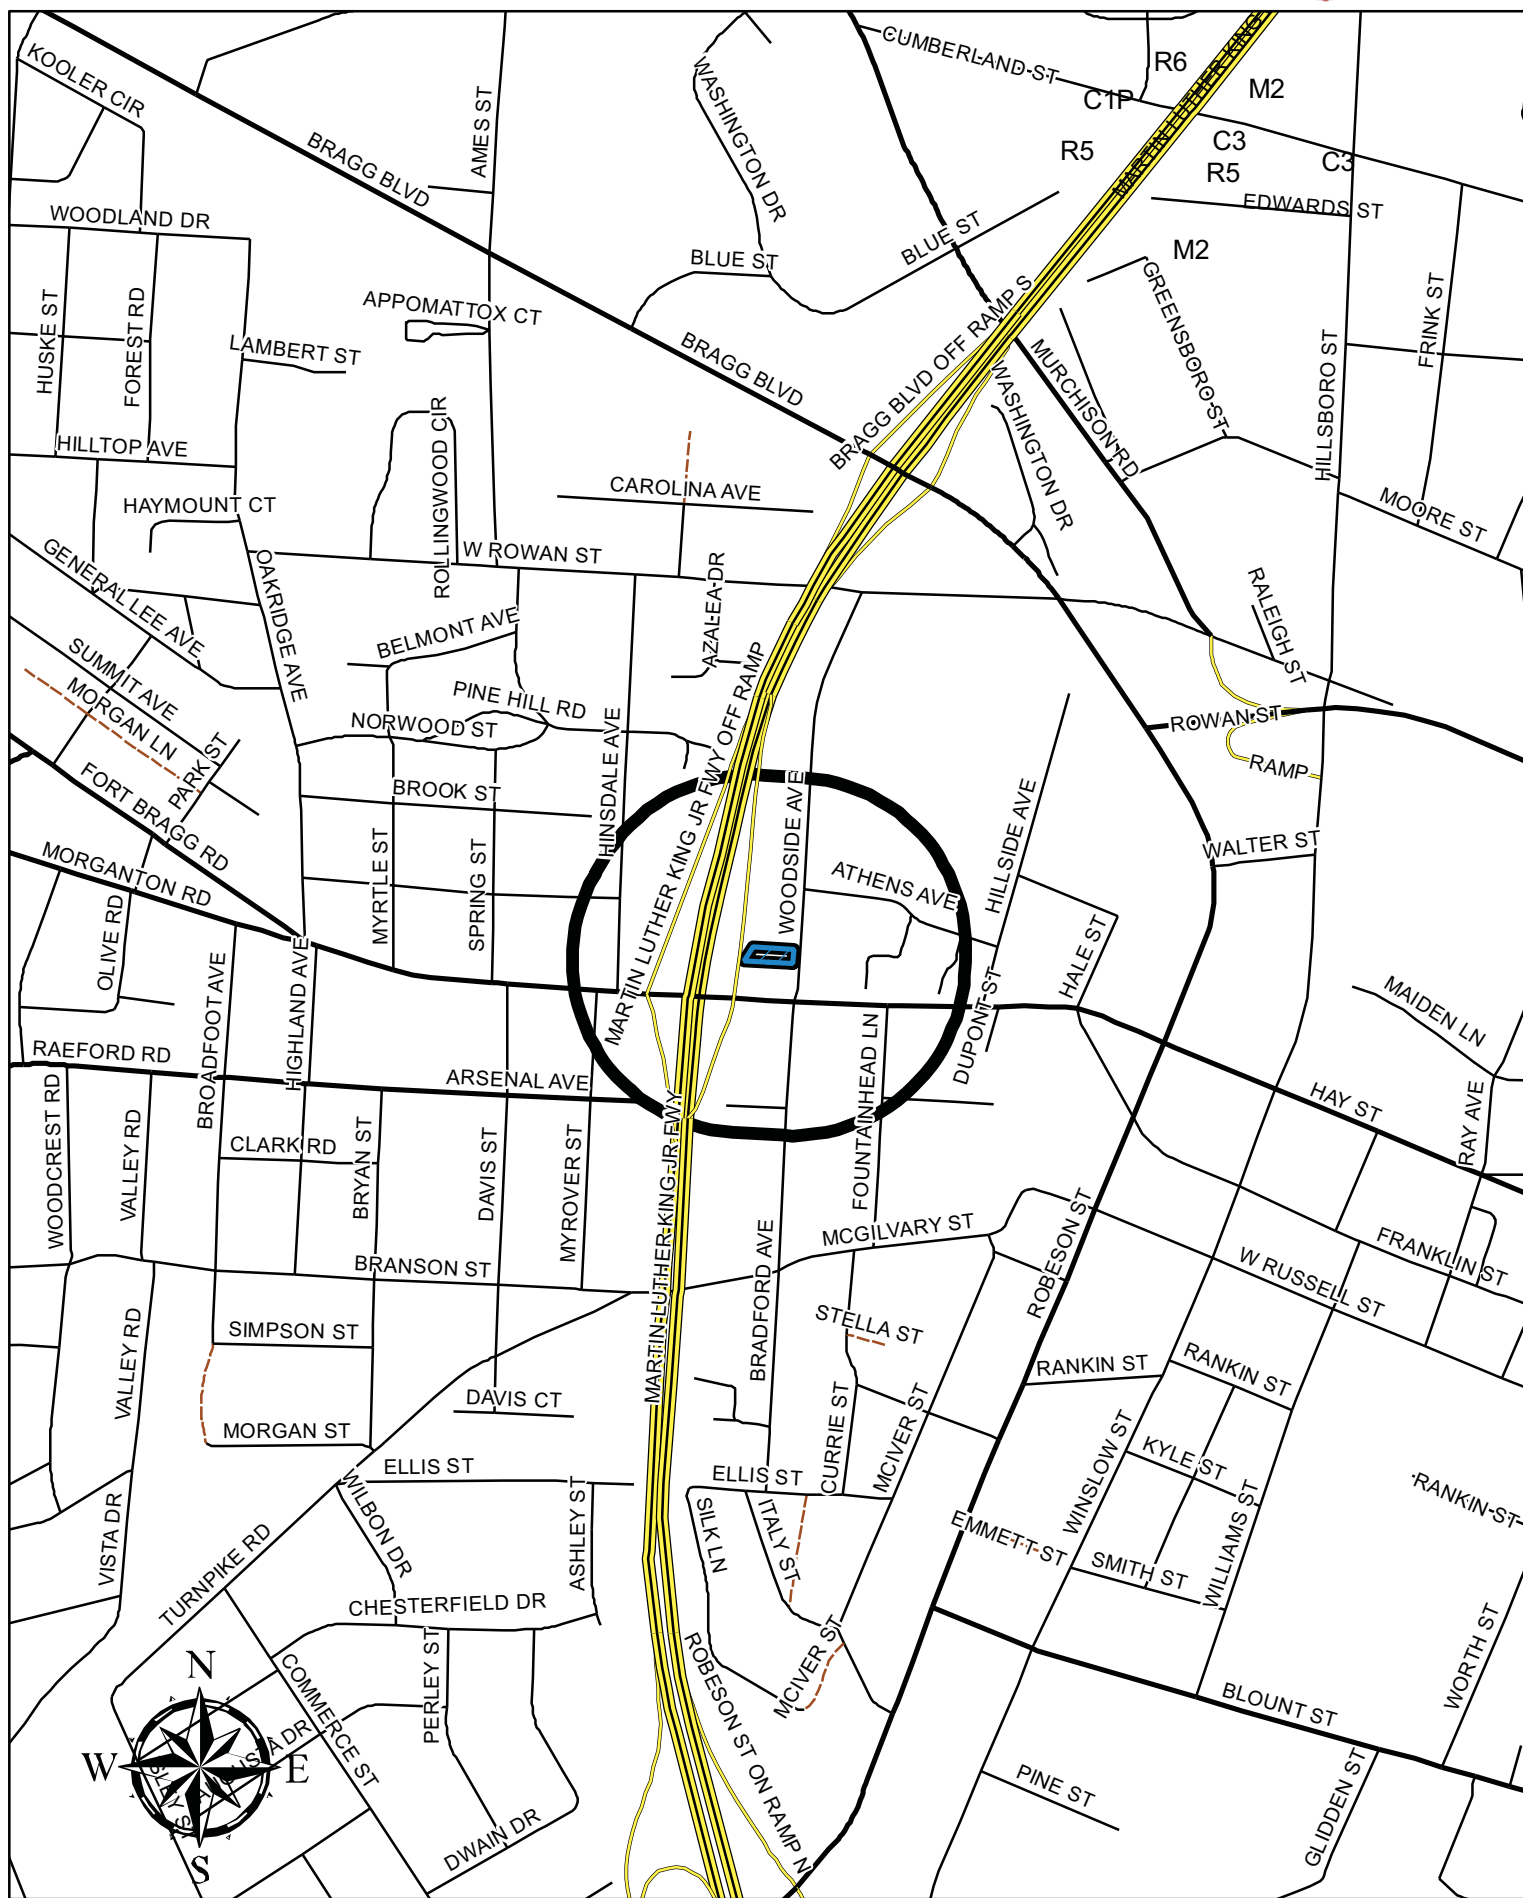 KOOLER CIR
BRAGG BLVD
AMES ST
WASHINGTON DR
CUMBERLAND ST
R6
C1P
M2
MARTIN LUTHER KING
C3
R5
R5
C3
EDWARDS ST
M2
WOODLAND DR
BLUE ST
BLUE ST
HUSKE ST
FOREST RD
APPOMATTOX CT
LAMBERT ST
BRAGG BLVD
BRAGG BLVD OFF RAMP S
GREENSBORO ST
FRINK ST
HILLSBORO ST
MURCHISON RD
WASHINGTON DR
HILLTOP AVE
ROLLINGWOOD CIR
CAROLINA AVE
MOORE ST
HAYMOUNT CT
GENERAL LEE AVE
OAKRIDGE AVE
W ROWAN ST
AZALEA DR
RALEIGH ST
BELMONT AVE
SUMMIT AVE
MORGAN LN
PARK ST
PINE HILL RD
NORWOOD ST
HINSDALE AVE
MARTIN LUTHER KING JR FWY OFF RAMP
ROWAN ST
RAMP
FORT BRAGG RD
BROOK ST
WOODSIDE AVE
HILLSIDE AVE
WALTER ST
MORGANTON RD
MYRTLE ST
SPRING ST
ATHENS AVE
OLIVE RD
BROADFOOT AVE
HIGHLAND AVE
HALE ST
DUPONT ST
FOUNTAINHEAD LN
MAIDEN LN
RAEFORD RD
ARSENAL AVE
HAY ST
RAY AVE
WOODCREST RD
VALLEY RD
CLARK RD
BRYAN ST
DAVIS ST
MYROVER ST
MARTIN LUTHER KING JR FWY
BRANSON ST
BRADFORD AVE
MCGILVARY ST
ROBESON ST
FRANKLIN ST
W RUSSELL ST
SIMPSON ST
VALLEY RD
STELLA ST
RANKIN ST
RANKIN ST
DAVIS CT
MORGAN ST
CURRIE ST
MCIVER ST
WINSLOW ST
KYLE ST
ELLIS ST
ELLIS ST
WILLIAMS ST
RANKIN ST
VISTA DR
WILBON DR
ASHLEY ST
SILK LN
ITALY ST
EMMETT ST
SMITH ST
TURNPIKE RD
CHESTERFIELD DR
PERLEY ST
COMMERCE ST
ROBESON ST ON RAMP N
MCIVER ST
WORTH ST
BLOUNT ST
N
W
E
S
AUGUSTA DR
PINE ST
GLIDDEN ST
DWAIN DR